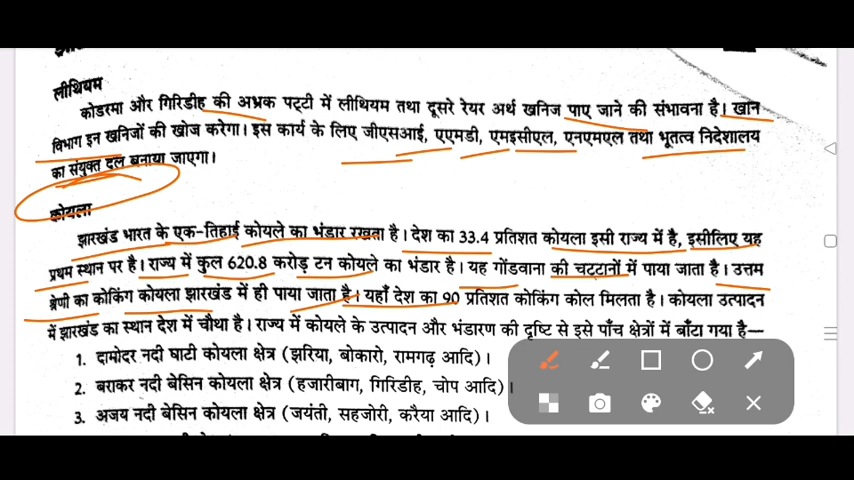 लीथियम
कोडरमा और गिरिडीह की अभ्रक पट्टी में लीथियम तथा दूसरे रेयर अर्थ खनिज पाए जाने की संभावना है। खान
विभाग इन खनिजों की खोज करेगा। इस कार्य के लिए जीएसआई, एएमडी, एमइसीएल, एनएमएल तथा भूतत्व निदेशालय
का संयुक्त दल बनाया जाएगा।
कोयला
झारखंड भारत के एक-तिहाई कोयले का भंडार रखता है। देश का 33.4 प्रतिशत कोयला इसी राज्य में है, इसीलिए यह
प्रथम स्थान पर है। राज्य में कुल 620.8 करोड़ टन कोयले का भंडार है। यह गोंडवाना की चट्टानों में पाया जाता है। उत्तम
श्रेणी का कोकिंग कोयला झारखंड में ही पाया जाता है। यहाँ देश का 90 प्रतिशत कोकिंग कोल मिलता है। कोयला उत्पादन
में झारखंड का स्थान देश में चौथा है। राज्य में कोयले के उत्पादन और भंडारण की दृष्टि से इसे पाँच क्षेत्रों में बाँटा गया है—
1. दामोदर नदी घाटी कोयला क्षेत्र (झरिया, बोकारो, रामगढ़ आदि)।
2. बराकर नदी बेसिन कोयला क्षेत्र (हजारीबाग, गिरिडीह, चोप आदि)।
3. अजय नदी बेसिन कोयला क्षेत्र (जयंती, सहजोरी, करैया आदि)।